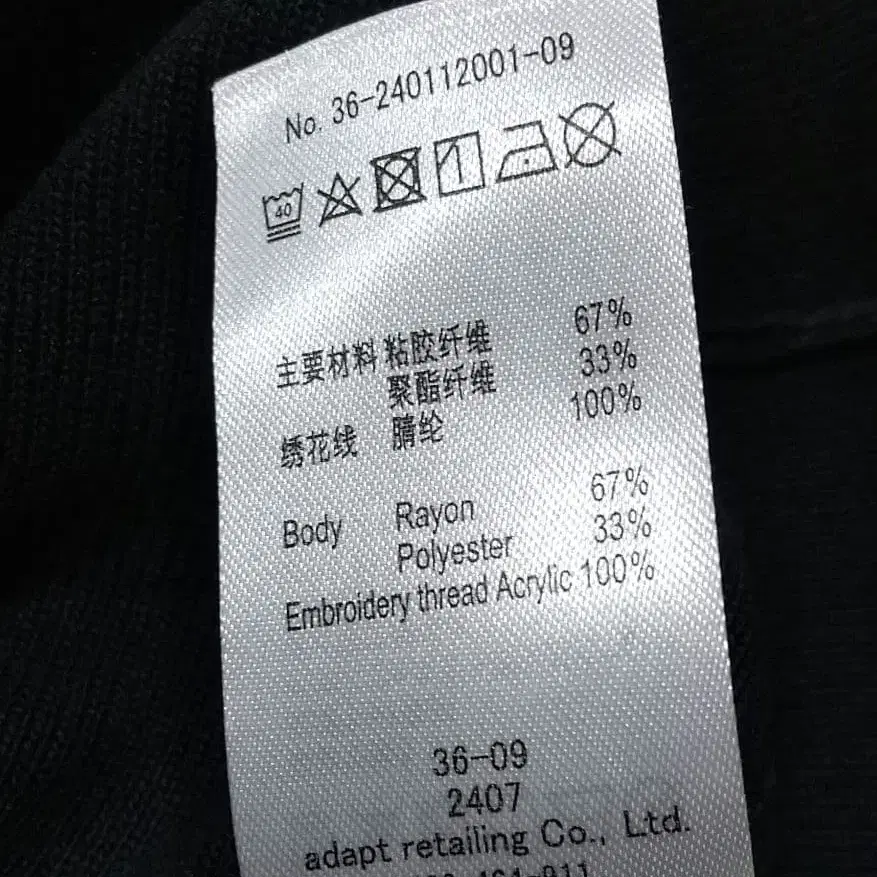 No. 36-240112001-09
40
主要材料 粘胶纤维 67%
聚酯纤维 33%
绣花线 腈纶 100%
Body Rayon 67%
Polyester 33%
Embroidery thread Acrylic 100%
36-09
2407
adapt retailing Co., Ltd.